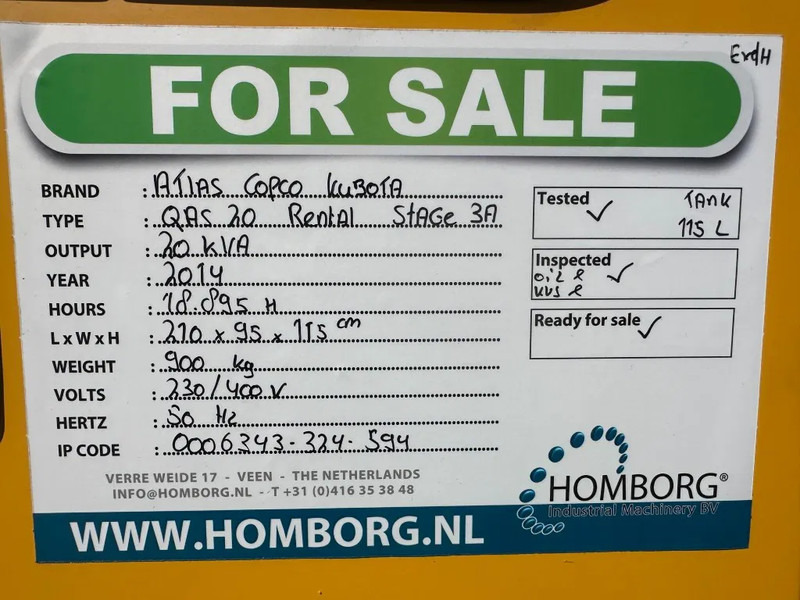 ErdH
FOR SALE
BRAND : ATLAS COPCO KUBOTA
TYPE : QAS 20 Rental STAGE 3A
OUTPUT : 20 KVA
YEAR : 2014
HOURS : 18.895 H
L x W x H : 210 x 95 x 115 cm
WEIGHT : 900 kg
VOLTS : 230/400 V
HERTZ : 50 Hz
IP CODE : 0006343-324-594
Tested ✓ TANK
115 L
Inspected ✓
Ready for sale ✓
VERRE WEIDE 17 - VEEN - THE NETHERLANDS
INFO@HOMBORG.NL - T +31 (0)416 35 38 48
HOMBORG®
Industrial Machinery BV
WWW.HOMBORG.NL